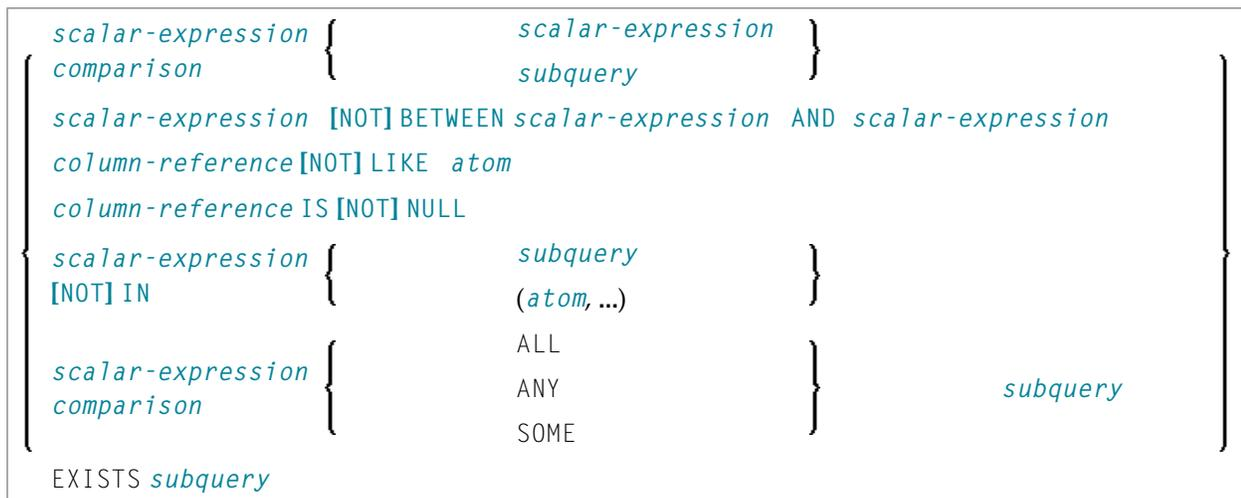 scalar-expression { scalar-expression }
comparison subquery
scalar-expression [NOT] BETWEEN scalar-expression AND scalar-expression
column-reference [NOT] LIKE atom
column-reference IS [NOT] NULL
scalar-expression { subquery }
[NOT] IN (atom, ...)
ALL
scalar-expression { ANY } subquery
comparison
SOME
EXISTS subquery